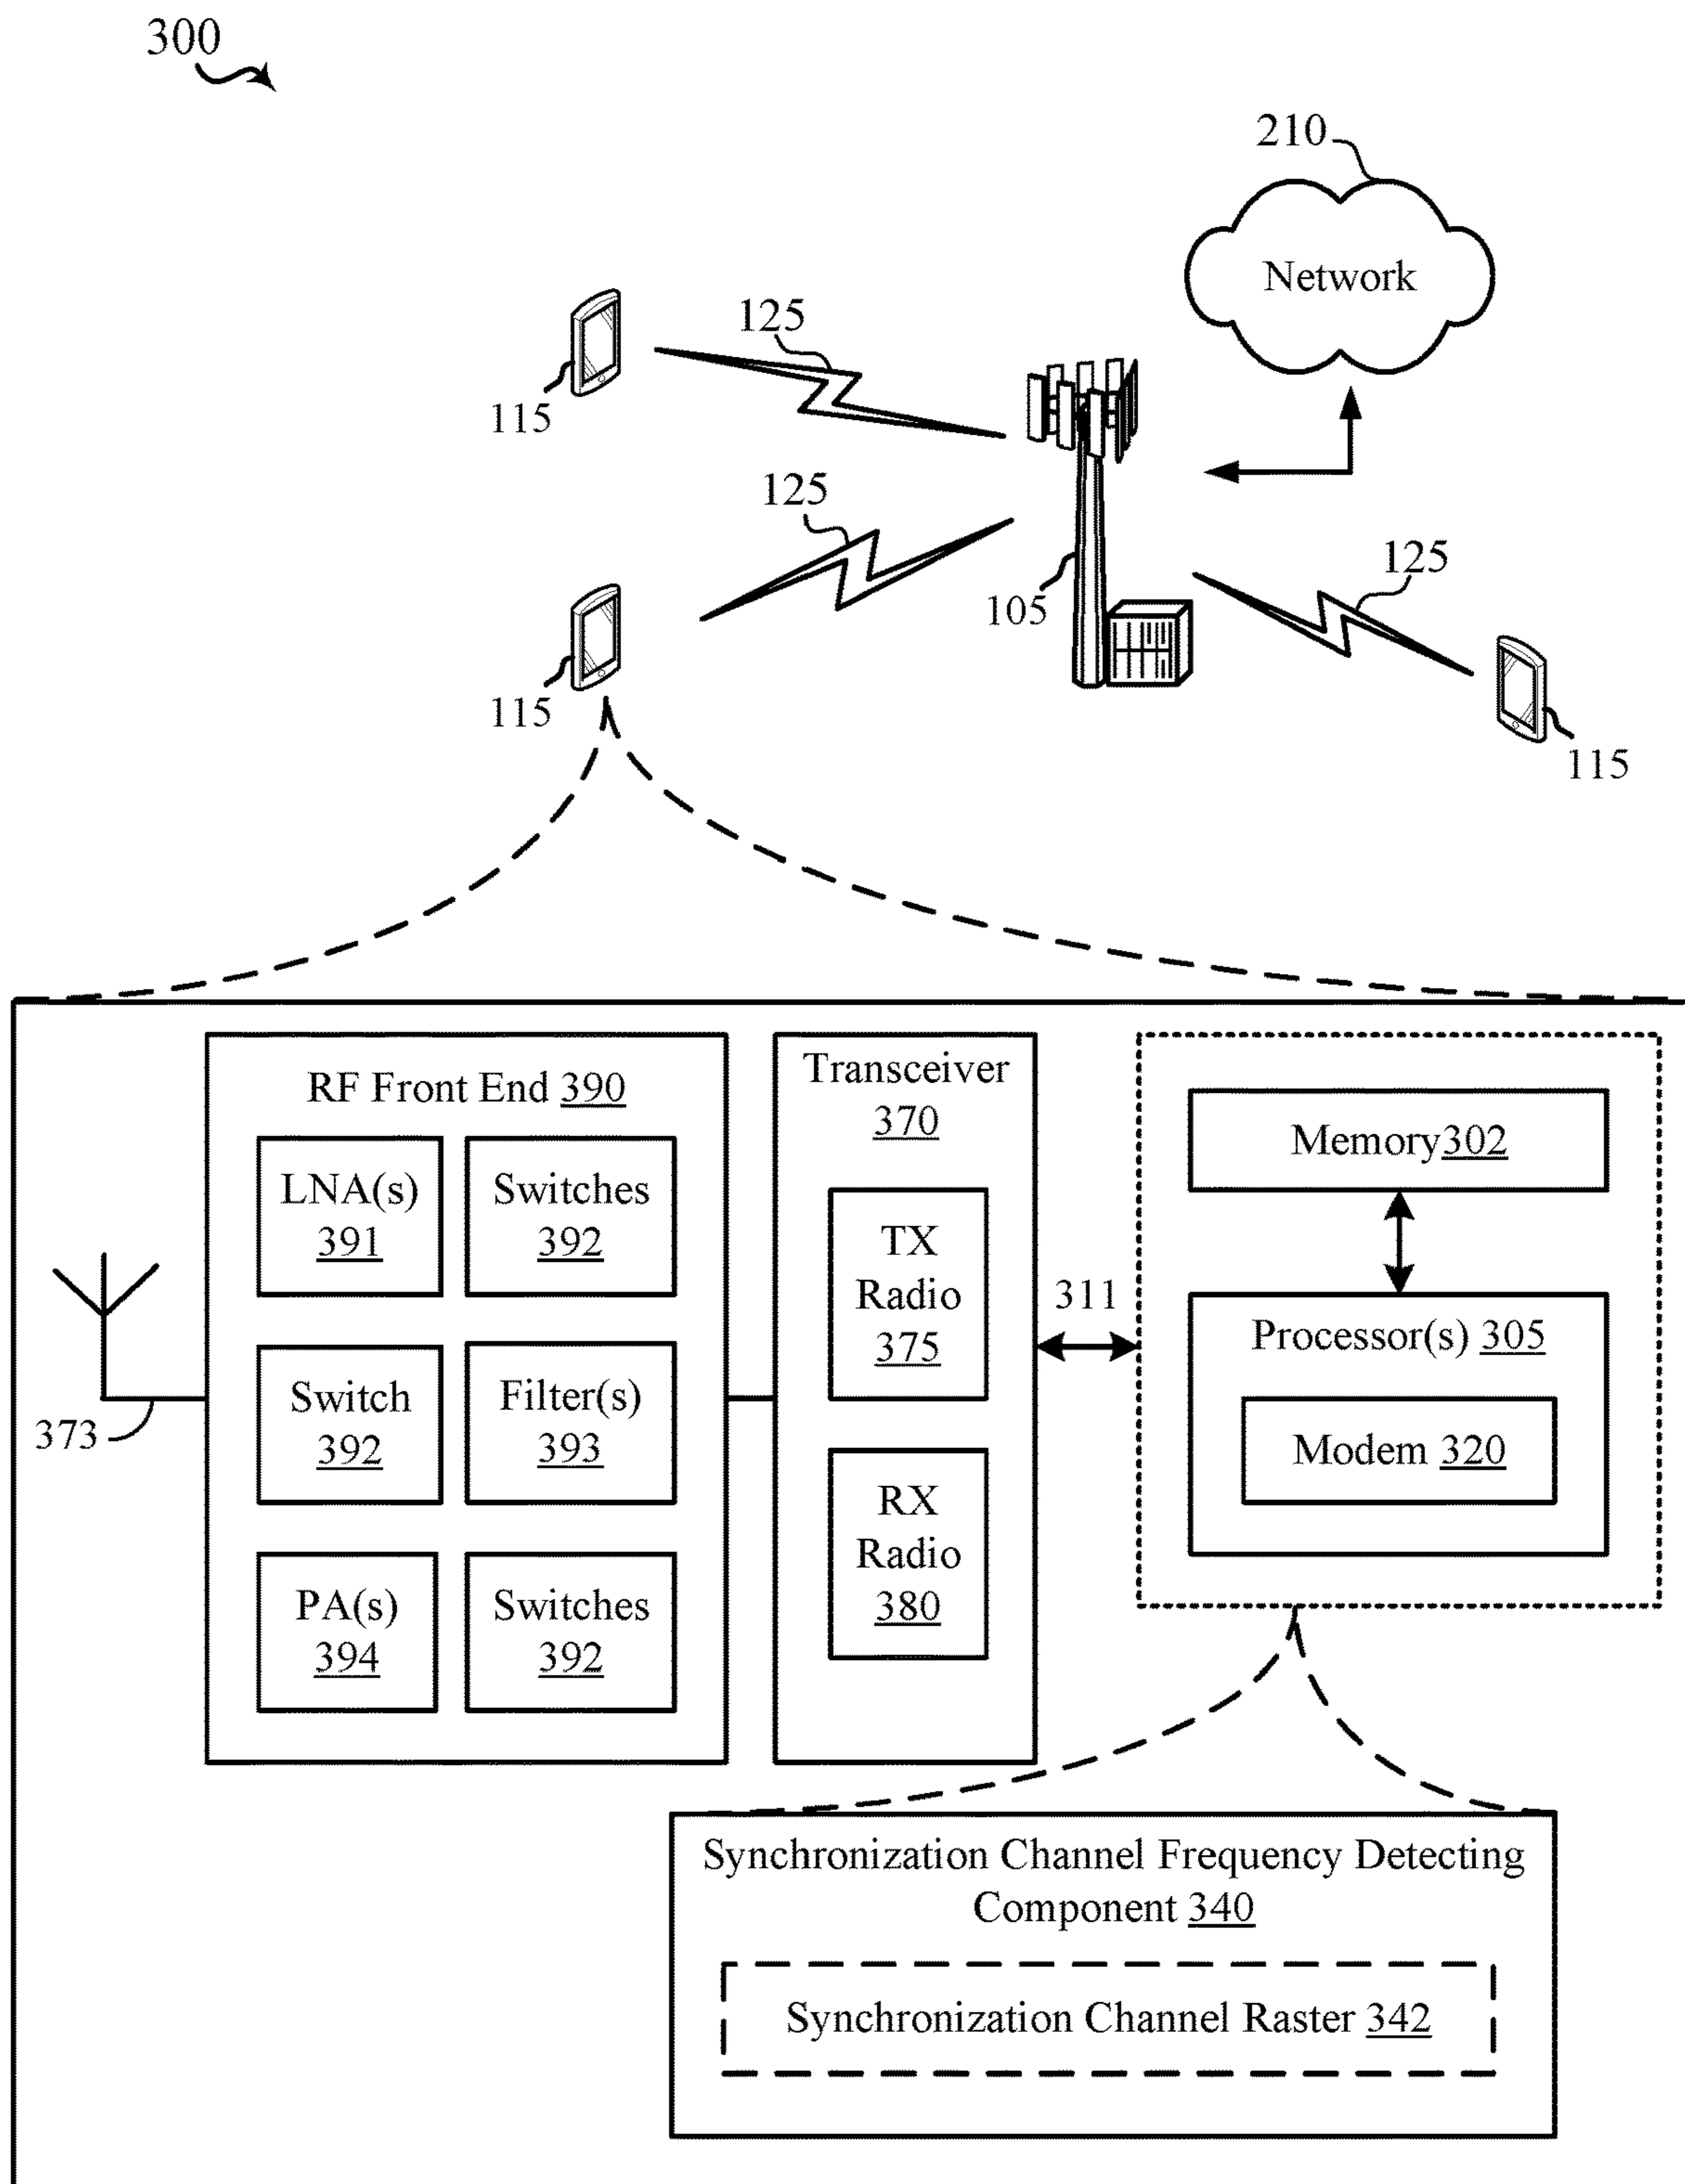 300
210
Network
125
115
125
105
125
115
115
RF Front End 390
LNA(s)
391
Switches
392
Switch
392
Filter(s)
393
PA(s)
394
Switches
392
373
Transceiver
370
TX
Radio
375
RX
Radio
380
311
Memory302
Processor(s) 305
Modem 320
Synchronization Channel Frequency Detecting
Component 340
Synchronization Channel Raster 342